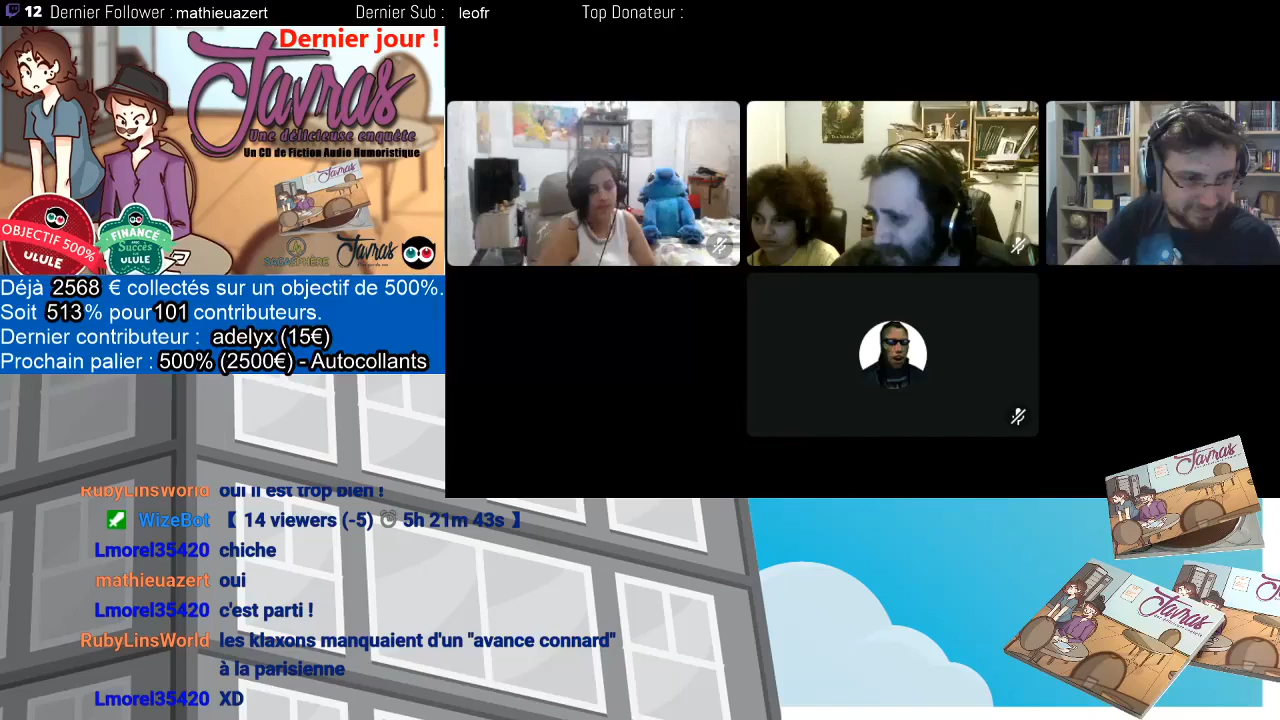 12 Dernier Follower : mathieuazert Dernier Sub : leofr Top Donateur :
Dernier jour !
Javras
Une délicieuse enquête
Un CD de Fiction Audio Humoristique
Javras
OBJECTIF 500%
ULULE
FINANCÉ
AVEC
Succès
ULULE
SAGASPHÈRE
Javras
Déjà 2568 € collectés sur un objectif de 500%.
Soit 513% pour 101 contributeurs.
Dernier contributeur : adelyx (15€)
Prochain palier : 500% (2500€) - Autocollants
RubyLinsWorld oui il est trop bien !
WizeBot 【 14 viewers (-5) ⏰ 5h 21m 43s 】
Lmorel35420 chiche
mathieuazert oui
Lmorel35420 c'est parti !
RubyLinsWorld les klaxons manquaient d'un "avance connard"
à la parisienne
Lmorel35420 XD
Javras
Javras